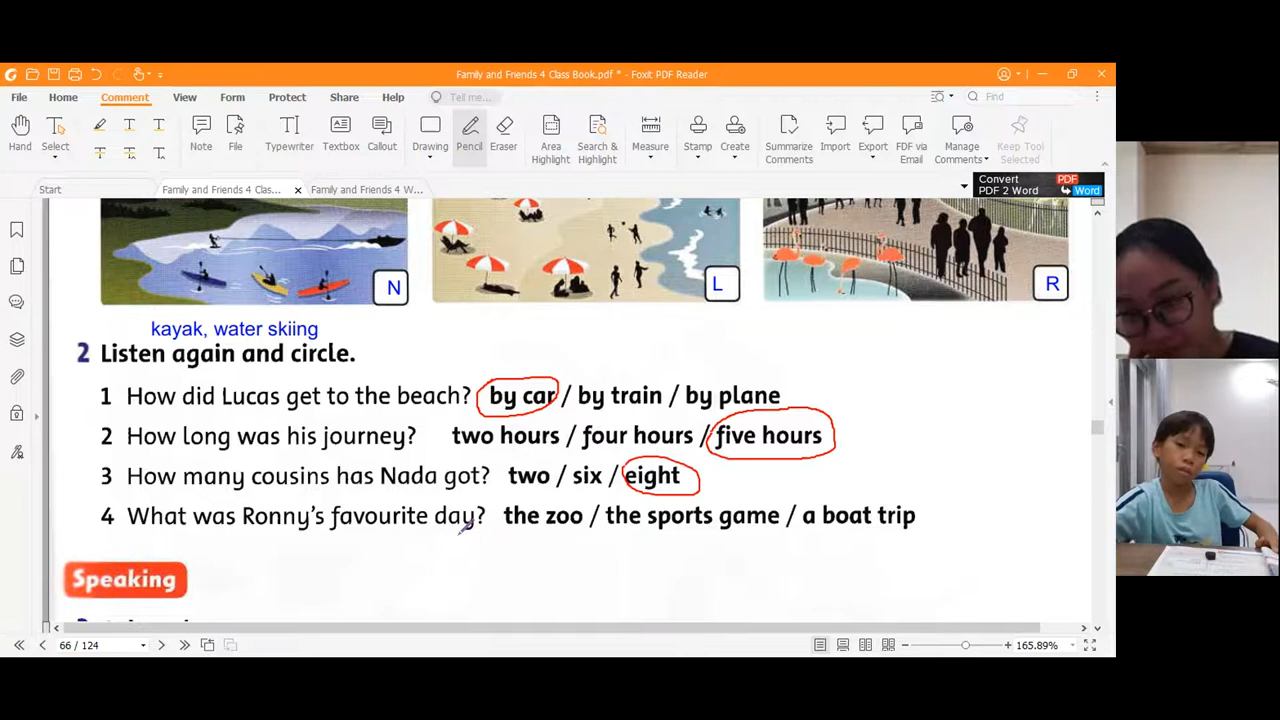 Family and Friends 4 Class Book.pdf * - Foxit PDF Reader
File Home Comment View Form Protect Share Help Tell me... Find
Hand Select Note File Typewriter Textbox Callout Drawing Pencil Eraser Area Highlight Search & Highlight Measure Stamp Create Summarize Comments Import Export FDF via Email Manage Comments Keep Tool Selected
Start Family and Friends 4 Clas... Family and Friends 4 W... Convert PDF 2 Word PDF Word
N L R
kayak, water skiing
2 Listen again and circle.
1 How did Lucas get to the beach? by car / by train / by plane
2 How long was his journey? two hours / four hours / five hours
3 How many cousins has Nada got? two / six / eight
4 What was Ronny's favourite day? the zoo / the sports game / a boat trip
Speaking
66 / 124 165.89%